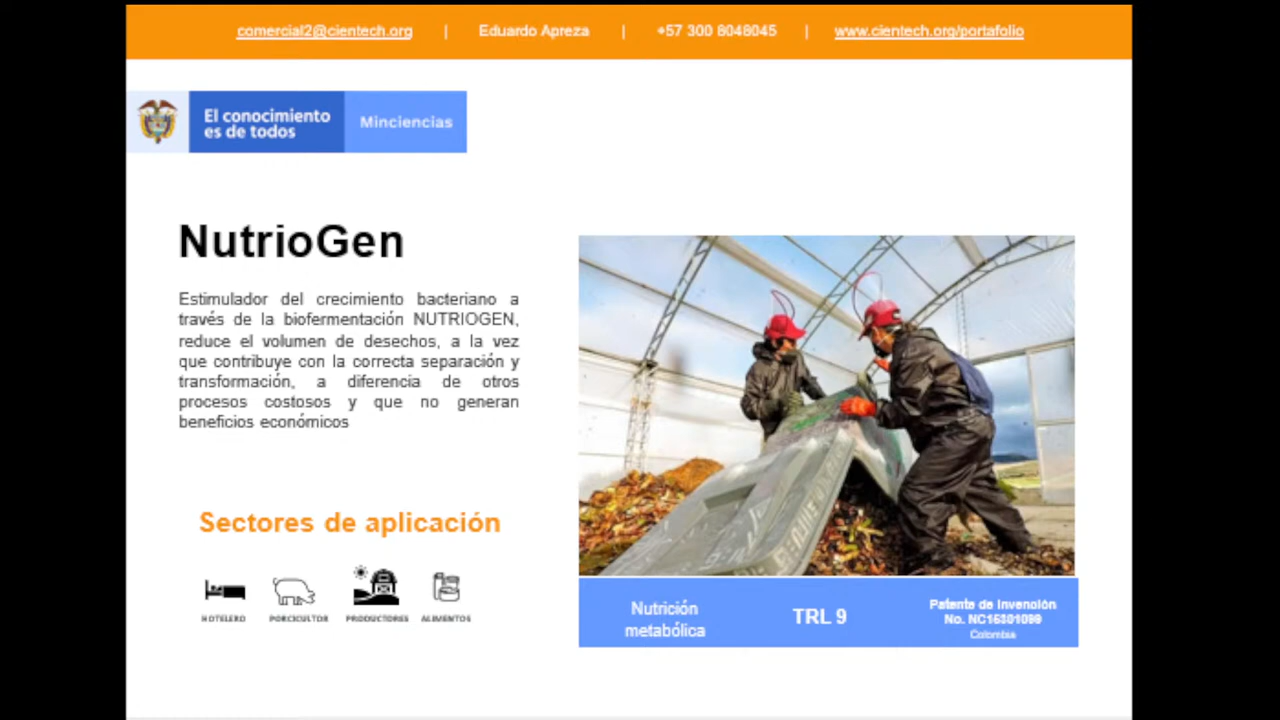 comercial2@cientech.org | Eduardo Apreza | +57 300 8048045 | www.cientech.org/portafolio
El conocimiento
es de todos
Minciencias
NutrioGen
Estimulador del crecimiento bacteriano a
través de la biofermentación NUTRIOGEN,
reduce el volumen de desechos, a la vez
que contribuye con la correcta separación y
transformación, a diferencia de otros
procesos costosos y que no generan
beneficios económicos
Sectores de aplicación
HOTELERO PORCICULTOR PRODUCTORES ALIMENTOS
Nutrición
metabólica
TRL 9
Patente de Invención
No.
Colombia